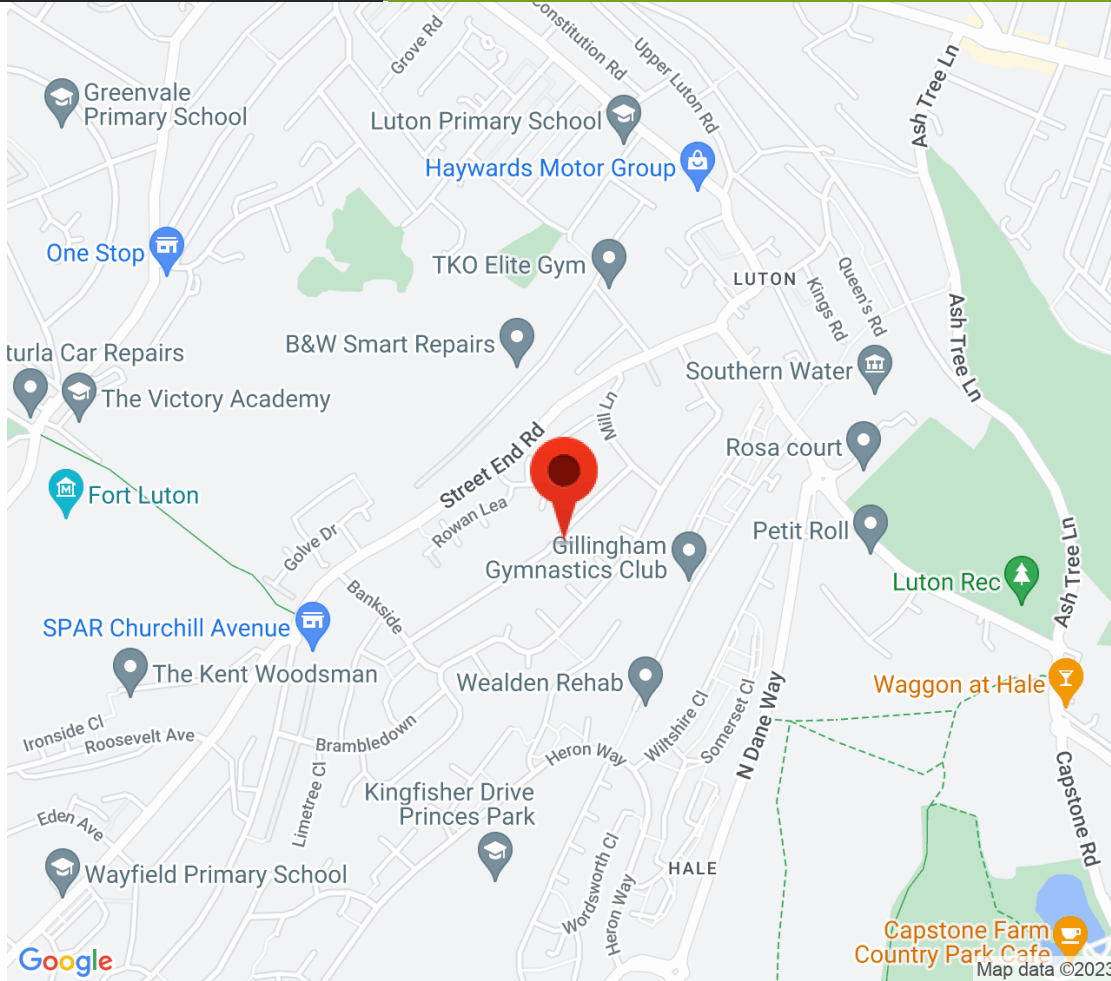 Grove Rd
Constitution Rd
Upper Luton Rd
Ash Tree Ln
Greenvale
Primary School
Luton Primary School
Haywards Motor Group
One Stop
TKO Elite Gym
LUTON
Kings Rd
Queen's Rd
Ash Tree Ln
B&W Smart Repairs
turla Car Repairs
The Victory Academy
Southern Water
Mill Ln
Street End Rd
Rosa court
Fort Luton
Rowan Lea
Golve Dr
Petit Roll
Gillingham
Gymnastics Club
Luton Rec
Ash Tree Ln
Bankside
SPAR Churchill Avenue
The Kent Woodsman
Wealden Rehab
Waggon at Hale
Wiltshire Cl
Somerset Cl
N Dane Way
Ironside Cl
Roosevelt Ave
Brambledown
Heron Way
Limetree Cl
Kingfisher Drive
Princes Park
Capstone Rd
Eden Ave
Wayfield Primary School
HALE
Wordsworth Cl
Heron Way
Capstone Farm
Country Park Cafe
Google
Map data ©2023